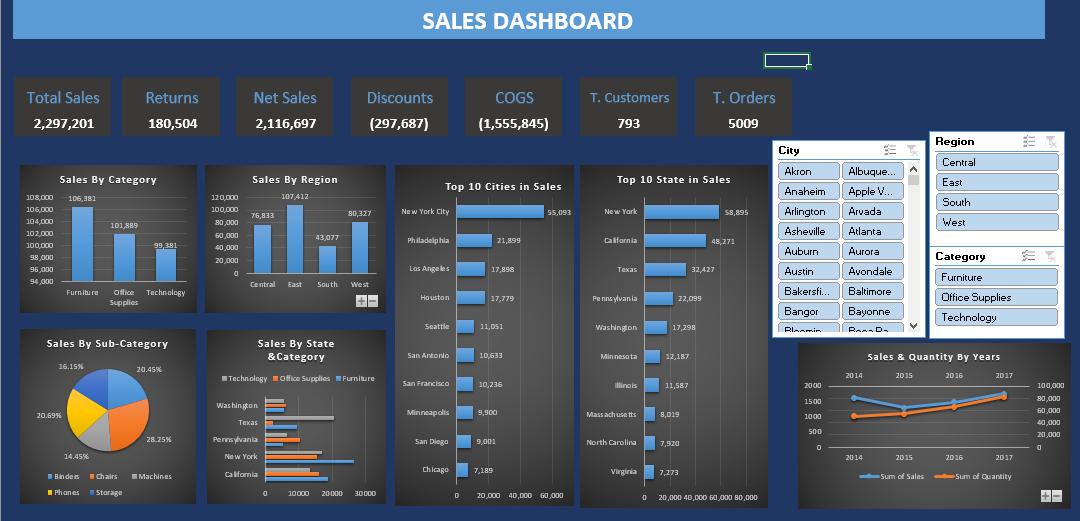 SALES DASHBOARD
Total Sales
2,297,201
Returns
180,504
Net Sales
2,116,697
Discounts
(297,687)
COGS
(1,555,845)
T. Customers
793
T. Orders
5009
Sales By Category
108,000
106,000
104,000
102,000
100,000
98,000
96,000
94,000
106,381
101,889
99,381
Furniture
Office
Supplies
Technology
Sales By Region
120,000
100,000
80,000
60,000
40,000
20,000
0
76,833
107,412
43,077
80,327
Central
East
South
West
Top 10 Cities in Sales
New York City 55,093
Philadelphia 21,899
Los Angeles 17,898
Houston 17,779
Seattle 11,051
San Antonio 10,633
San Francisco 10,236
Minneapolis 9,900
San Diego 9,001
Chicago 7,189
0 20,000 40,000 60,000
Top 10 State in Sales
New York 58,895
California 48,271
Texas 32,427
Pennsylvania 22,099
Washington 17,298
Minnesota 12,187
Illinois 11,587
Massachusetts 8,019
North Carolina 7,920
Virginia 7,273
0 20,000 40,000 60,000 80,000
City
Akron Albuque...
Anaheim Apple V...
Arlington Arvada
Asheville Atlanta
Auburn Aurora
Austin Avondale
Bakersfi... Baltimore
Bangor Bayonne
Region
Central
East
South
West
Category
Furniture
Office Supplies
Technology
Sales By Sub-Category
16.15%
20.45%
20.69%
28.25%
14.45%
Binders Chairs Machines
Phones Storage
Sales By State
&Category
Technology Office Supplies Furniture
Washington
Texas
Pennsylvania
New York
California
0 10000 20000 30000
Sales & Quantity By Years
2014 2015 2016 2017
2000
1500
1000
500
0
100,000
80,000
60,000
40,000
20,000
0
2014 2015 2016 2017
Sum of Sales Sum of Quantity